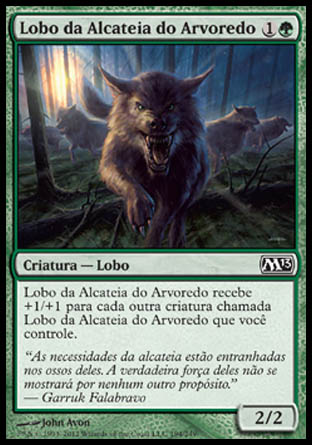 Lobo da Alcateia do Arvoredo 1
Criatura — Lobo M13
Lobo da Alcateia do Arvoredo recebe
+1/+1 para cada outra criatura chamada
Lobo da Alcateia do Arvoredo que você
controle.
"As necessidades da alcateia estão entranhadas
nos ossos deles. A verdadeira força deles não se
mostrará por nenhum outro propósito."
— Garruk Falabravo
2/2
John Avon